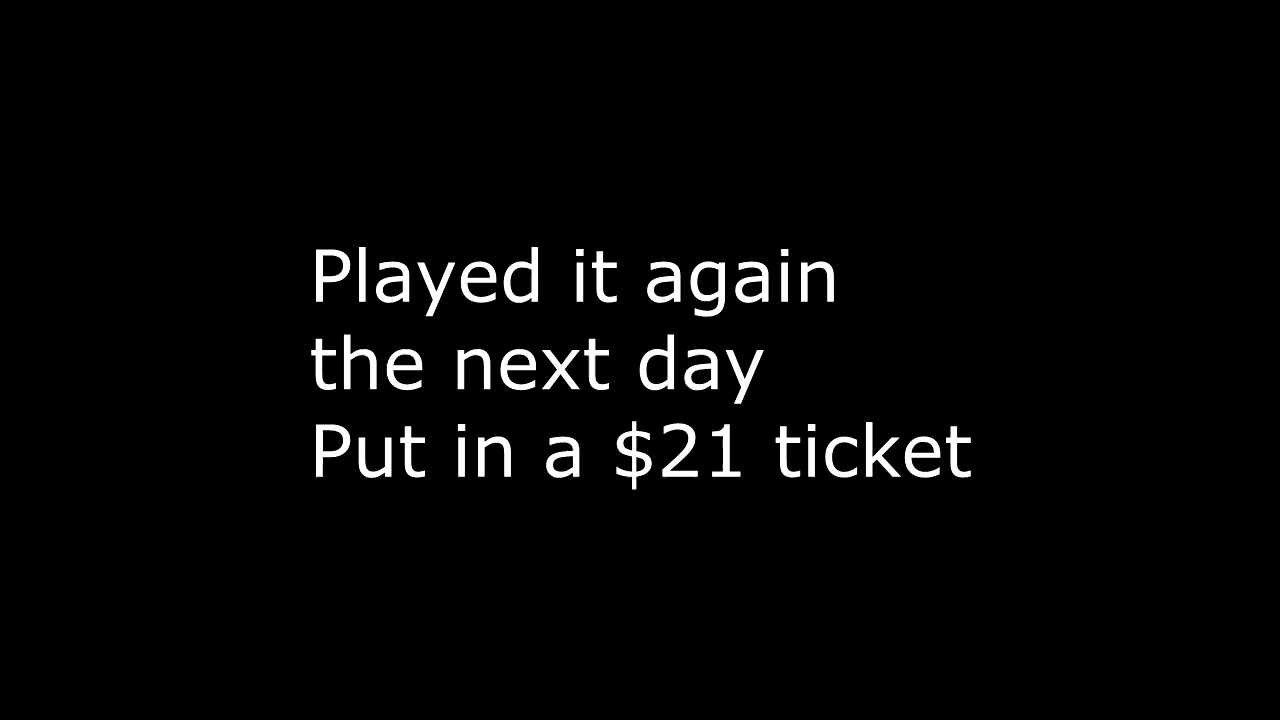 Played it again
the next day
Put in a $21 ticket